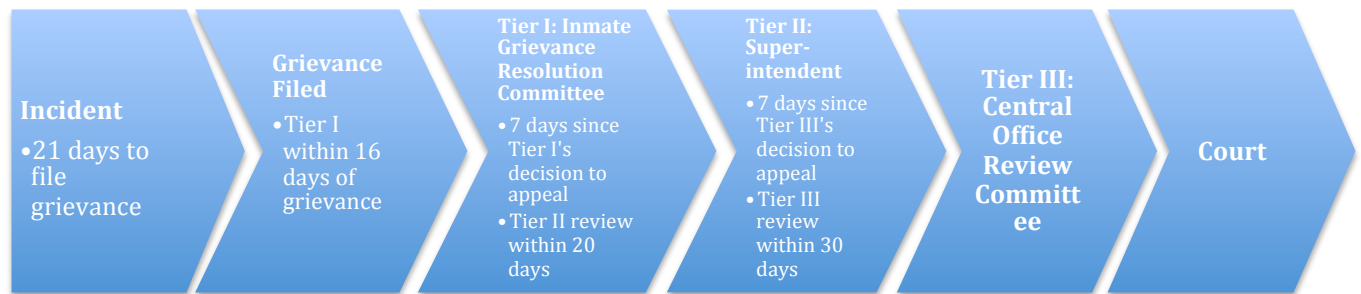 Incident
•21 days to
file
grievance
Grievance
Filed
•Tier I
within 16
days of
grievance
Tier I: Inmate
Grievance
Resolution
Committee
•7 days since
Tier I's
decision to
appeal
•Tier II review
within 20
days
Tier II:
Super-
intendent
•7 days since
Tier III's
decision to
appeal
•Tier III
review
within 30
days
Tier III:
Central
Office
Review
Committ
ee
Court